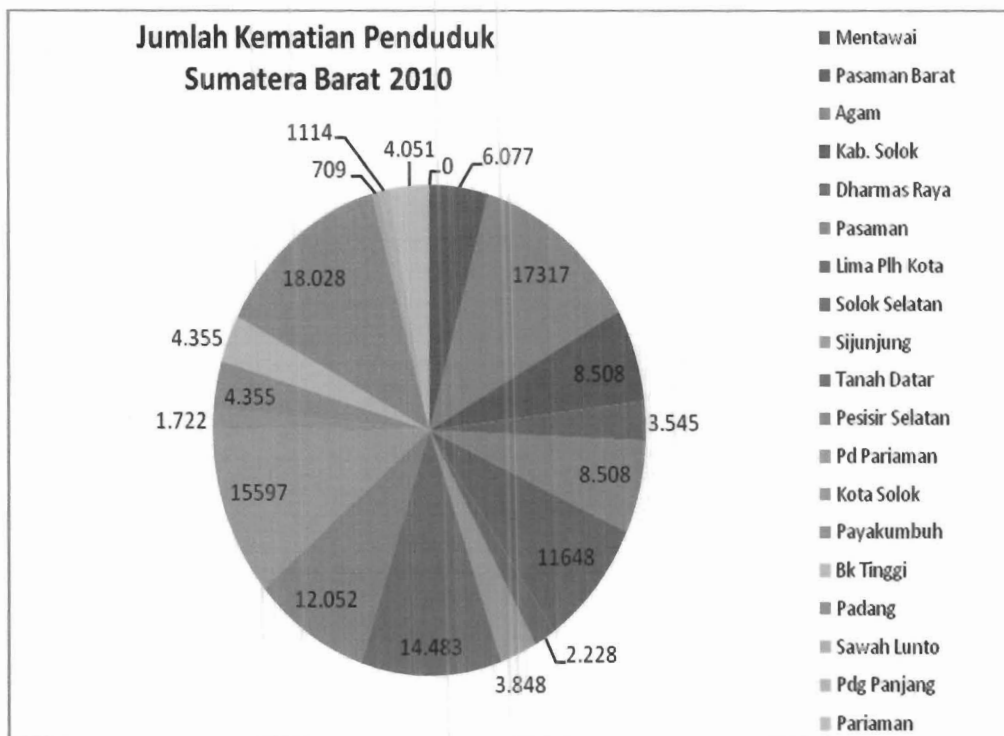 Jumlah Kematian Penduduk
Sumatera Barat 2010
0
6.077
17317
8.508
3.545
8.508
11648
2.228
3.848
14.483
12.052
15597
1.722
4.355
4.355
18.028
709
1114
4.051
Mentawai
Pasaman Barat
Agam
Kab. Solok
Dharmas Raya
Pasaman
Lima Plh Kota
Solok Selatan
Sijunjung
Tanah Datar
Pesisir Selatan
Pd Pariaman
Kota Solok
Payakumbuh
Bk Tinggi
Padang
Sawah Lunto
Pdg Panjang
Pariaman